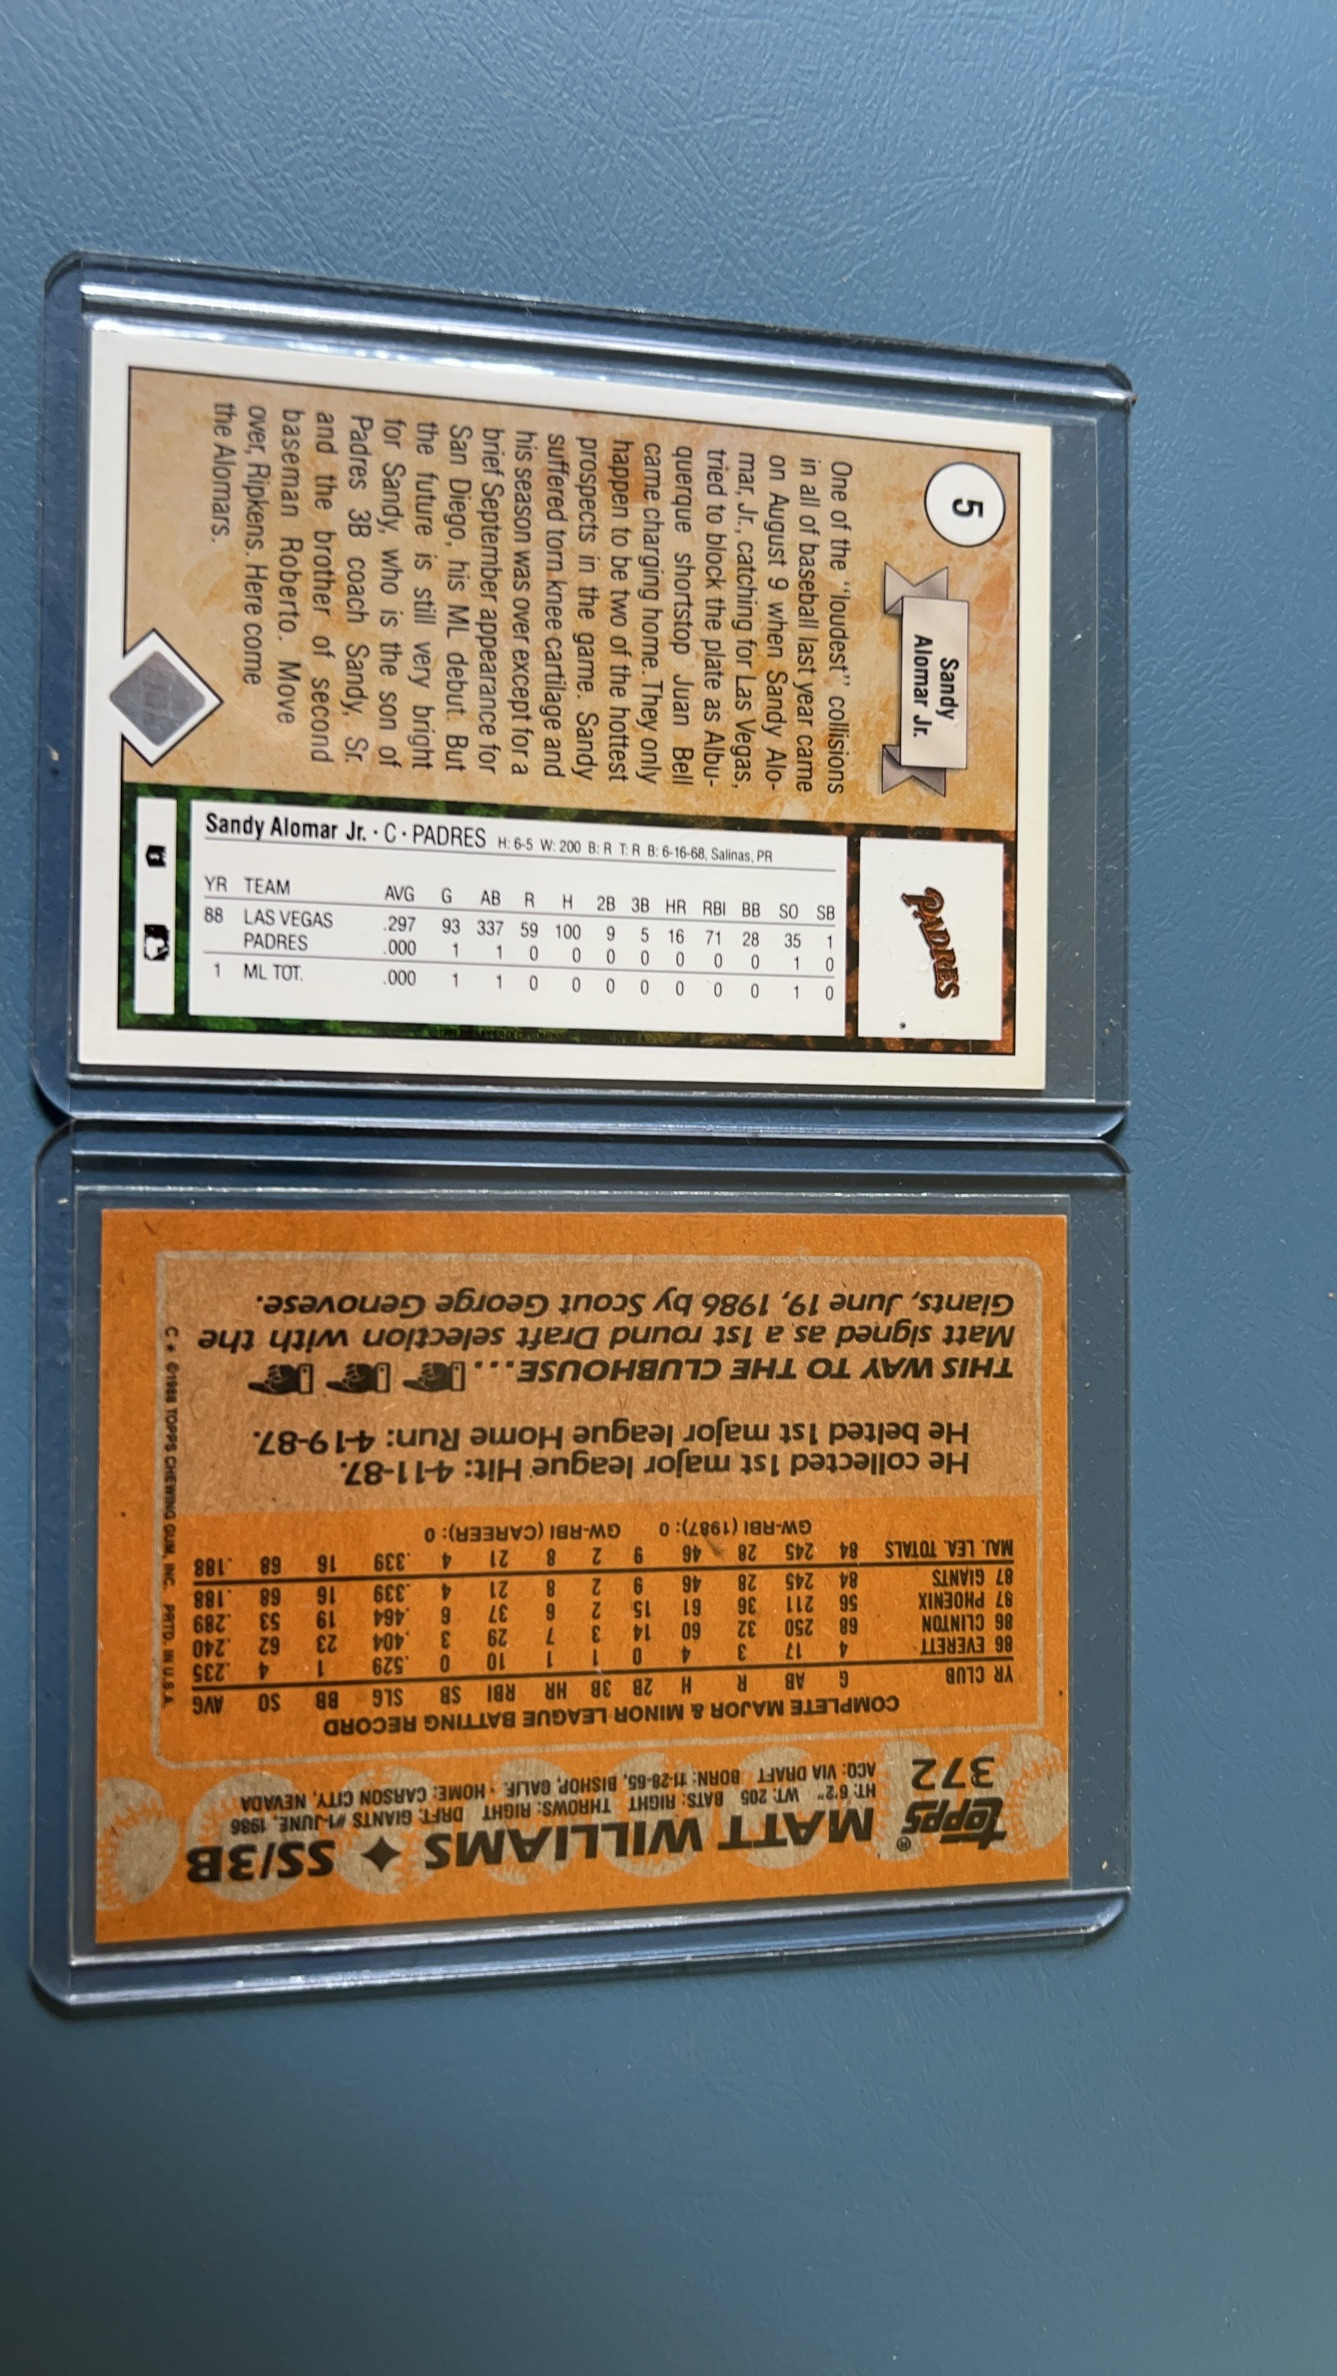 5
Sandy
Alomar Jr.
PADRES
One of the "loudest" collisions
in all of baseball last year came
on August 9 when Sandy Alo-
mar, Jr., catching for Las Vegas,
tried to block the plate as Albu-
querque shortstop Juan Bell
came charging home. They only
happen to be two of the hottest
prospects in the game. Sandy
suffered torn knee cartilage and
his season was over except for a
brief September appearance for
San Diego, his ML debut. But
the future is still very bright
for Sandy, who is the son of
Padres 3B coach Sandy, Sr.
and the brother of second
baseman Roberto. Move
over, Ripkens. Here come
the Alomars.
Sandy Alomar Jr. · C · PADRES H: 6-5 W: 200 B: R T: R B: 6-16-68, Salinas, PR
YR TEAM AVG G AB R H 2B 3B HR RBI BB SO SB
88 LAS VEGAS .297 93 337 59 100 9 5 16 71 28 35 1
PADRES .000 1 1 0 0 0 0 0 0 0 1 0
1 ML TOT. .000 1 1 0 0 0 0 0 0 0 1 0
topps®
372
MATT WILLIAMS ✦ SS/3B
HT: 6'2" WT: 205 BATS: RIGHT THROWS: RIGHT DRFT: GIANTS #1-JUNE, 1986
ACQ: VIA DRAFT BORN: 11-28-65, BISHOP, CALIF. · HOME: CARSON CITY, NEVADA
COMPLETE MAJOR & MINOR LEAGUE BATTING RECORD
YR CLUB G AB R H 2B 3B HR RBI SB SLG BB SO AVG
86 EVERETT 4 17 3 4 0 1 1 10 0 .529 1 4 .235
86 CLINTON 68 250 32 60 14 3 7 29 3 .404 23 62 .240
87 PHOENIX 56 211 36 61 15 2 6 37 6 .464 19 53 .289
87 GIANTS 84 245 28 46 9 2 8 21 4 .339 16 68 .188
MAJ. LEA. TOTALS 84 245 28 46 9 2 8 21 4 .339 16 68 .188
GW-RBI (1987): 0 GW-RBI (CAREER): 0
He collected 1st major league Hit: 4-11-87.
He belted 1st major league Home Run: 4-19-87.
THIS WAY TO THE CLUBHOUSE...
Matt signed as a 1st round Draft selection with the
Giants, June 19, 1986 by Scout George Genovese.
C* ©1988 TOPPS CHEWING GUM, INC. PRTD. IN U.S.A.